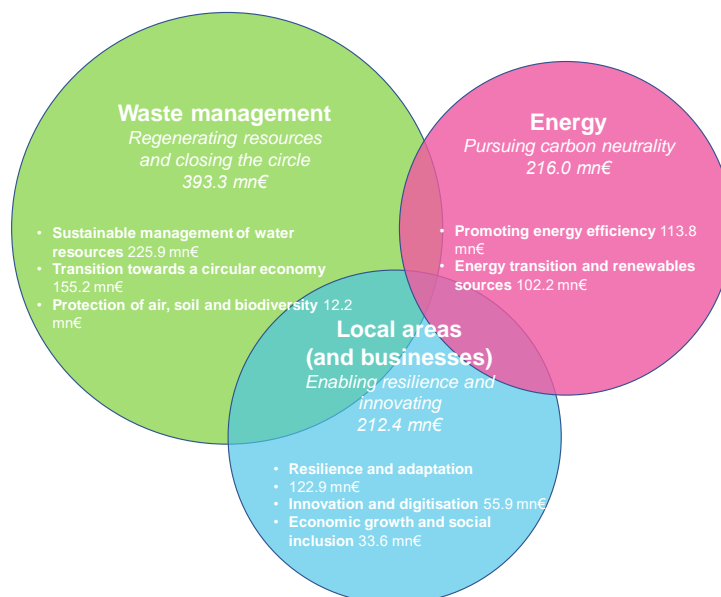 Waste management
Regenerating resources
and closing the circle
393.3 mn€
• Sustainable management of water
resources 225.9 mn€
• Transition towards a circular economy
155.2 mn€
• Protection of air, soil and biodiversity 12.2
mn€
Energy
Pursuing carbon neutrality
216.0 mn€
• Promoting energy efficiency 113.8
mn€
• Energy transition and renewables
sources 102.2 mn€
Local areas
(and businesses)
Enabling resilience and
innovating
212.4 mn€
• Resilience and adaptation
• 122.9 mn€
• Innovation and digitisation 55.9 mn€
• Economic growth and social
inclusion 33.6 mn€